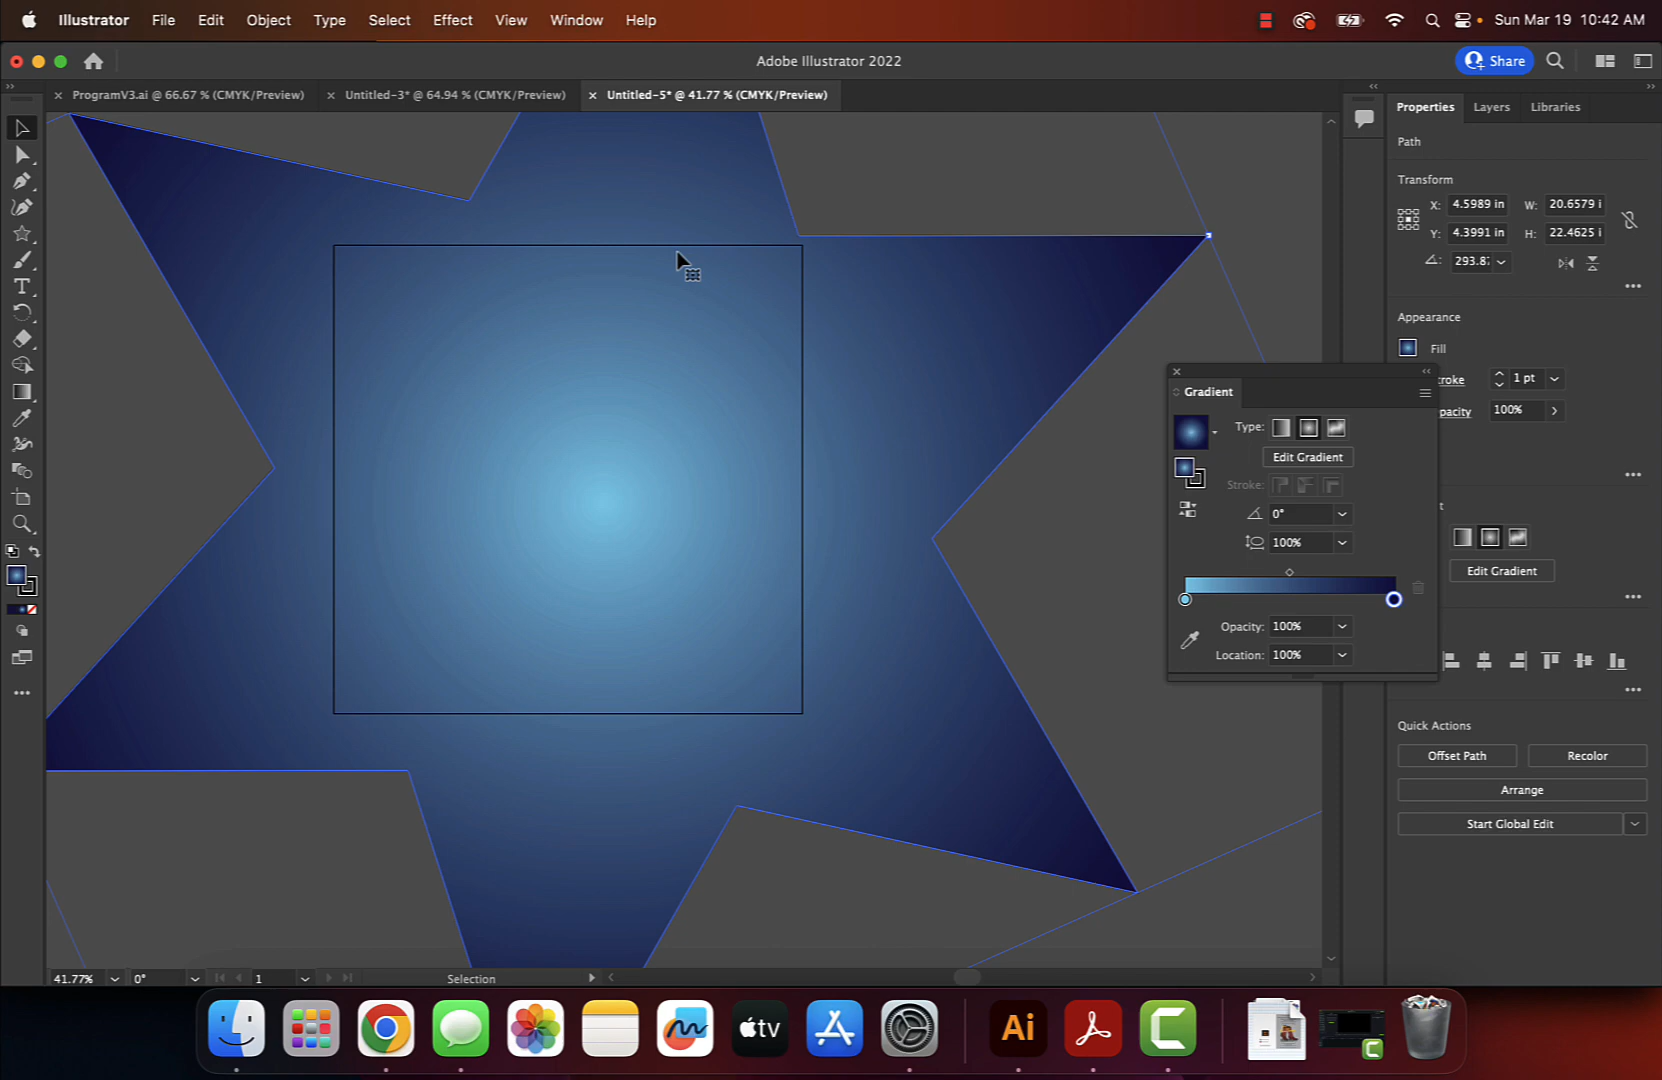 Illustrator File Edit Object Type Select Effect View Window Help Sun Mar 19 10:42 AM
Adobe Illustrator 2022 Share
ProgramV3.ai @ 66.67 % (CMYK/Preview) Untitled-3* @ 64.94 % (CMYK/Preview) Untitled-5* @ 41.77 % (CMYK/Preview)
Properties Layers Libraries
Path
Transform
X: 4.5989 in W: 20.6579 i
Y: 4.3991 in H: 22.4625 i
293.8
Appearance
Fill
troke 1 pt
pacity 100%
Gradient
Type:
Edit Gradient
Stroke:
0°
100%
Opacity: 100%
Location: 100%
t
Edit Gradient
Quick Actions
Offset Path Recolor
Arrange
Start Global Edit
41.77% 0° 1 Selection
tv Ai